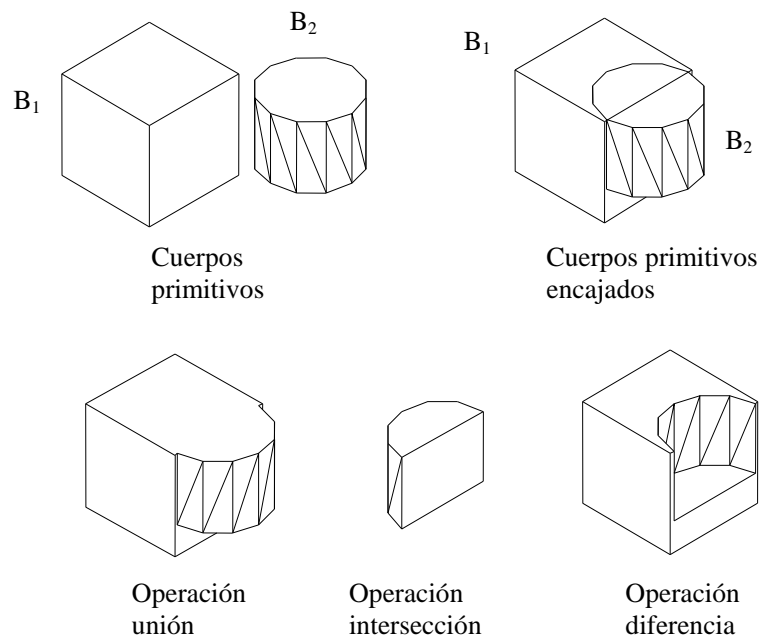 B2
B1
B1
B2
Cuerpos
primitivos
Cuerpos primitivos
encajados
Operación
unión
Operación
intersección
Operación
diferencia